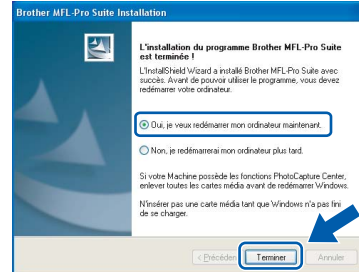 Brother MFL-Pro Suite Installation
L'installation du programme Brother MFL-Pro Suite
est terminée !
L'InstallShield Wizard a installé Brother MFL-Pro Suite avec
succès. Avant de pouvoir utiliser le programme, vous devez
redémarrer votre ordinateur.
Oui, je veux redémarrer mon ordinateur maintenant.
Non, je redémarrerai mon ordinateur plus tard.
Si votre Machine possède les fonctions PhotoCapture Center,
enlever toutes les cartes média avant de redémarrer Windows.
N'insérer pas une carte média tant que Windows n'a pas fini
de se charger.
< Précédent
Terminer
Annuler